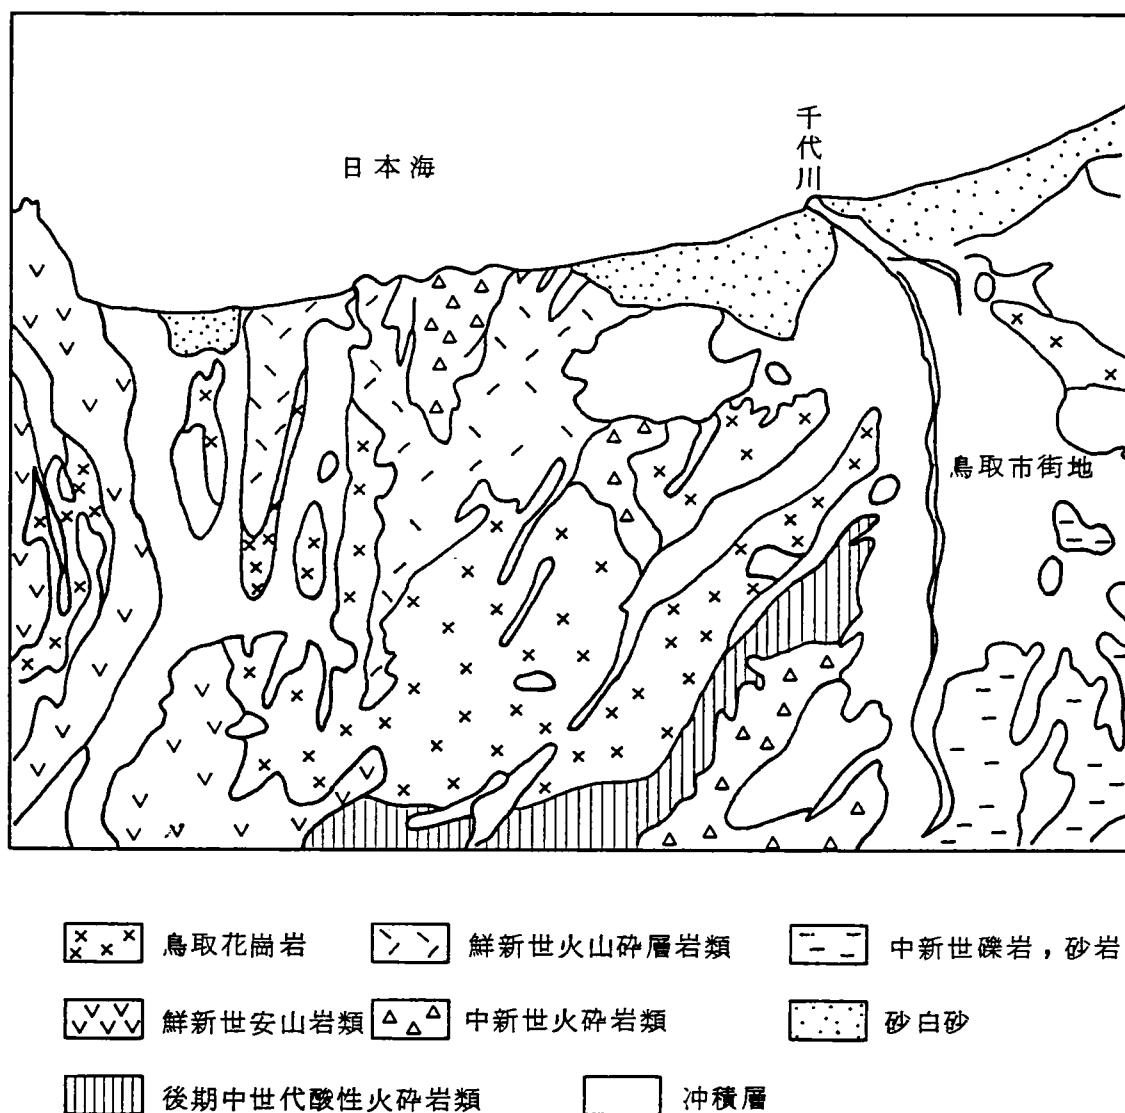 千代川
日本海
鳥取市街地
鳥取花崗岩
鮮新世火山砕層岩類
中新世礫岩，砂岩
鮮新世安山岩類
中新世火砕岩類
砂白砂
後期中世代酸性火砕岩類
冲積層